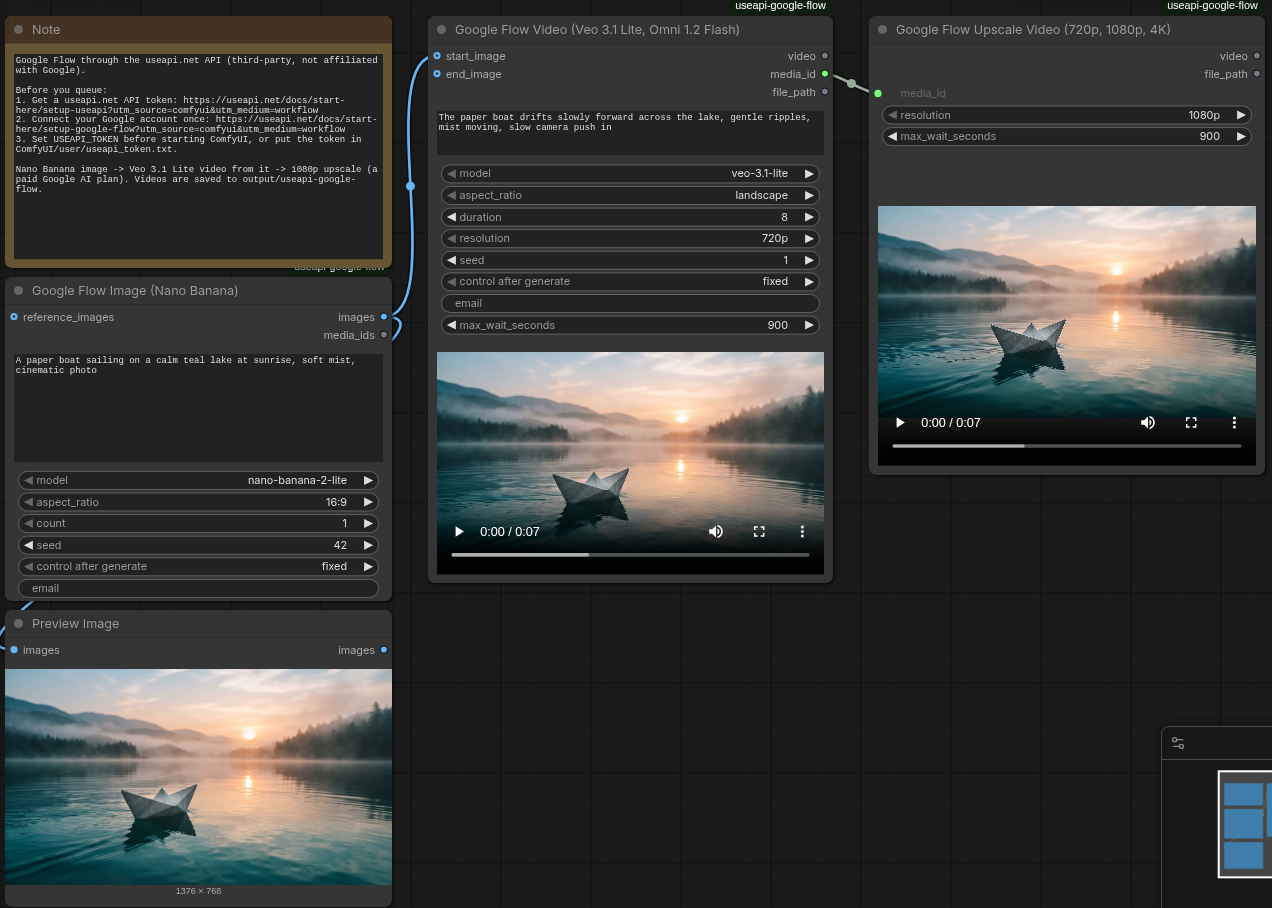 useapi-google-flow
useapi-google-flow
Note
Google Flow through the useapi.net API (third-party, not affiliated
with Google).
Before you queue:
1. Get a useapi.net API token: https://useapi.net/docs/start-
here/setup-useapi?utm_source=comfyui&utm_medium=workflow
2. Connect your Google account once: https://useapi.net/docs/start-
here/setup-google-flow?utm_source=comfyui&utm_medium=workflow
3. Set USEAPI_TOKEN before starting ComfyUI, or put the token in
ComfyUI/user/useapi_token.txt.
Nano Banana image -> Veo 3.1 Lite video from it -> 1080p upscale (a
paid Google AI plan). Videos are saved to output/useapi-google-
flow.
useapi-google-flow
Google Flow Image (Nano Banana)
reference_images
images
media_ids
A paper boat sailing on a calm teal lake at sunrise, soft mist,
cinematic photo
model nano-banana-2-lite
aspect_ratio 16:9
count 1
seed 42
control after generate fixed
email
Preview Image
images
images
1376 × 768
Google Flow Video (Veo 3.1 Lite, Omni 1.2 Flash)
start_image
video
end_image
media_id
file_path
The paper boat drifts slowly forward across the lake, gentle ripples,
mist moving, slow camera push in
model veo-3.1-lite
aspect_ratio landscape
duration 8
resolution 720p
seed 1
control after generate fixed
email
max_wait_seconds 900
0:00 / 0:07
Google Flow Upscale Video (720p, 1080p, 4K)
video
file_path
media_id
resolution 1080p
max_wait_seconds 900
0:00 / 0:07